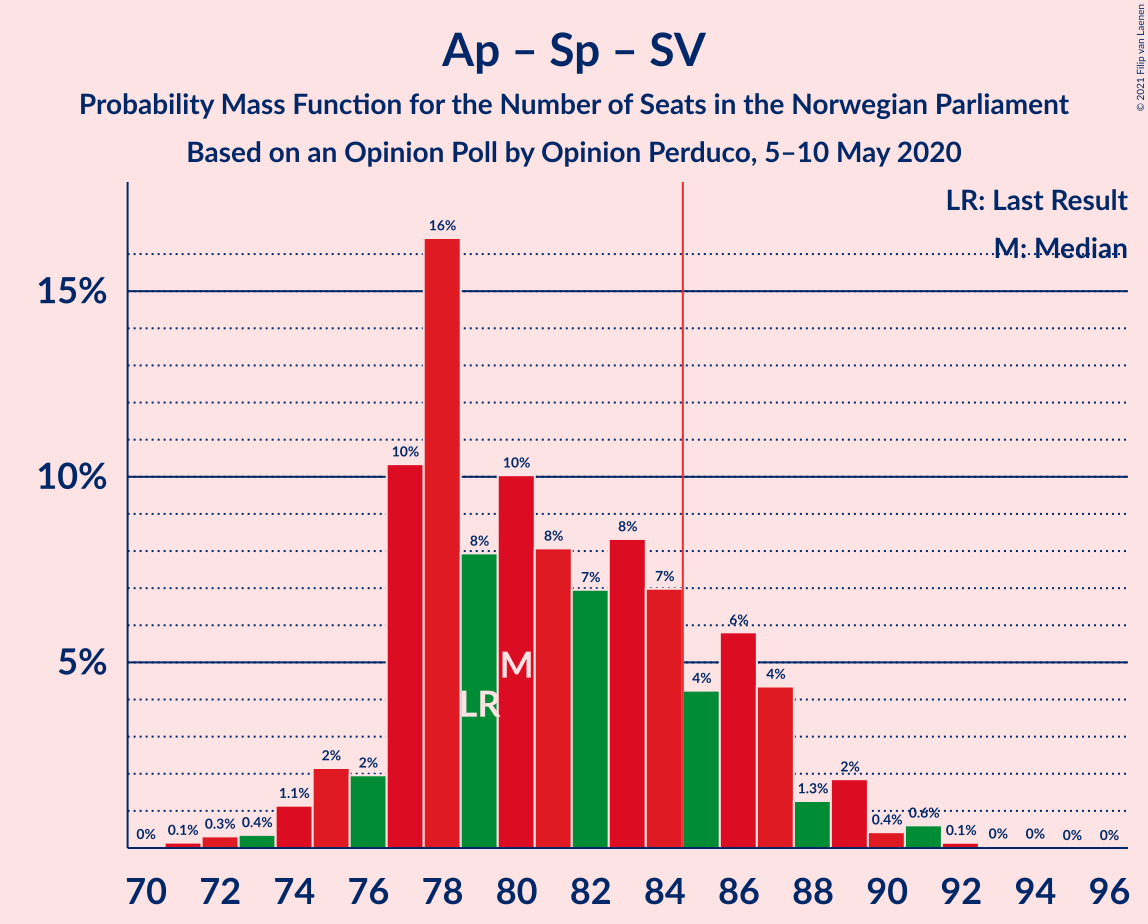 Ap – Sp – SV
Probability Mass Function for the Number of Seats in the Norwegian Parliament
Based on an Opinion Poll by Opinion Perduco, 5–10 May 2020
© 2021 Filip van Laenen
LR: Last Result
M: Median
15%
10%
5%
0% 0.1% 0.3% 0.4% 1.1% 2% 2% 10% 16% 8% 10% 8% 7% 8% 7% 4% 6% 4% 1.3% 2% 0.4% 0.6% 0.1% 0% 0% 0% 0%
M
LR
70 72 74 76 78 80 82 84 86 88 90 92 94 96